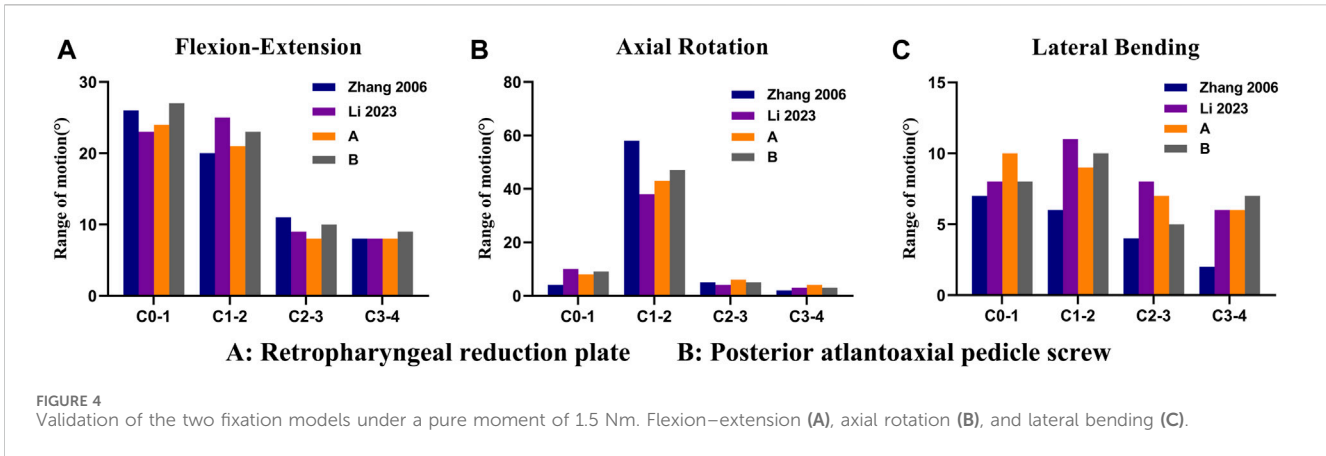 A Flexion-Extension
Range of motion(°)
30
20
10
0
Zhang 2006
Li 2023
A
B
C0-1 C1-2 C2-3 C3-4
B Axial Rotation
Range of motion(°)
80
60
40
20
0
Zhang 2006
Li 2023
A
B
C0-1 C1-2 C2-3 C3-4
C Lateral Bending
Range of motion(°)
15
10
5
0
Zhang 2006
Li 2023
A
B
C0-1 C1-2 C2-3 C3-4
A: Retropharyngeal reduction plate B: Posterior atlantoaxial pedicle screw
FIGURE 4
Validation of the two fixation models under a pure moment of 1.5 Nm. Flexion–extension (A), axial rotation (B), and lateral bending (C).